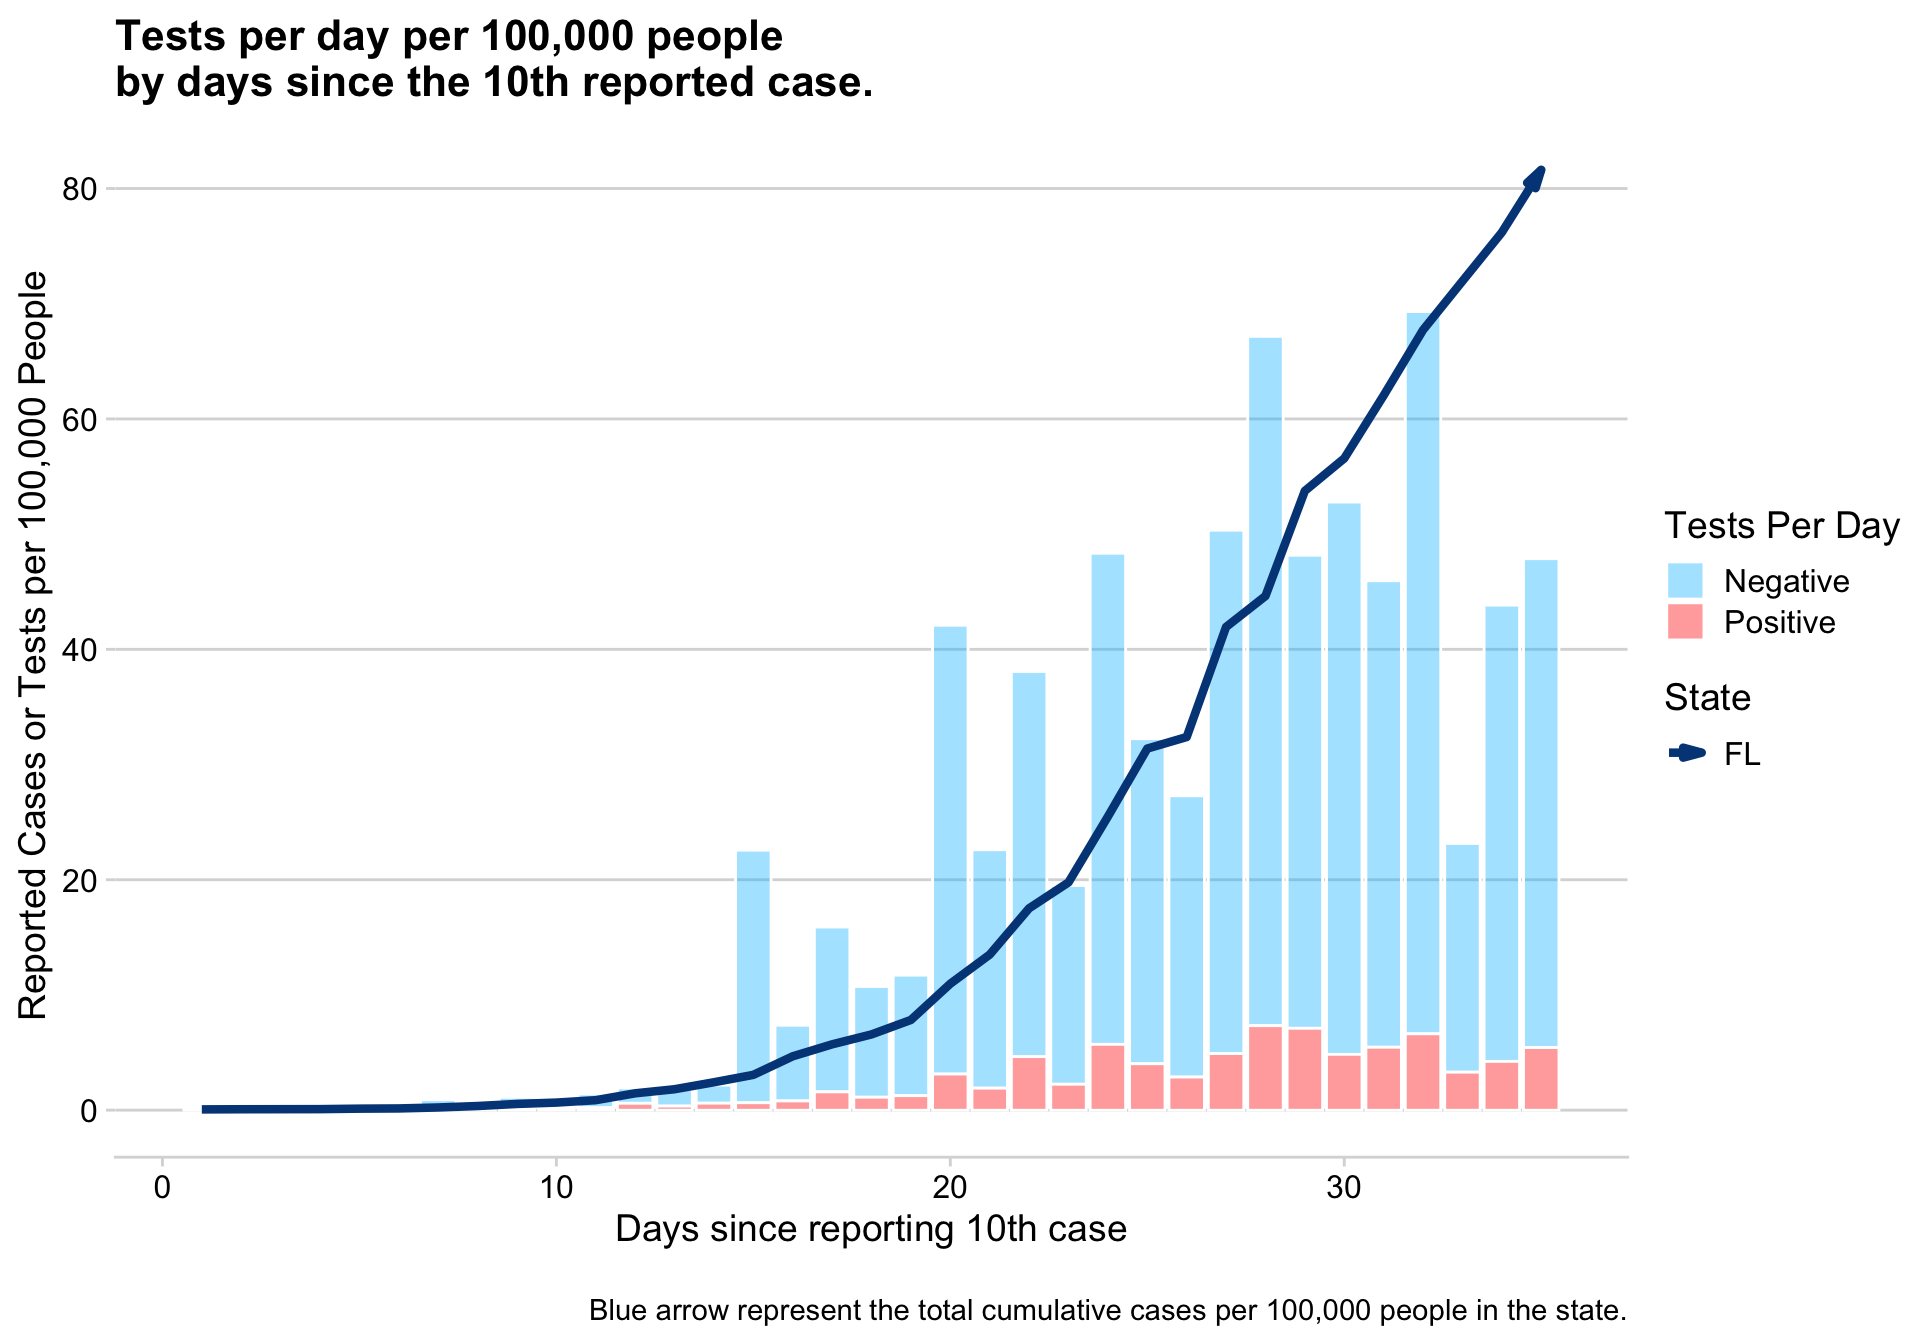 Tests per day per 100,000 people
by days since the 10th reported case.
Reported Cases or Tests per 100,000 People
80
60
40
20
0
0
10
20
30
Days since reporting 10th case
Tests Per Day
Negative
Positive
State
FL
Blue arrow represent the total cumulative cases per 100,000 people in the state.